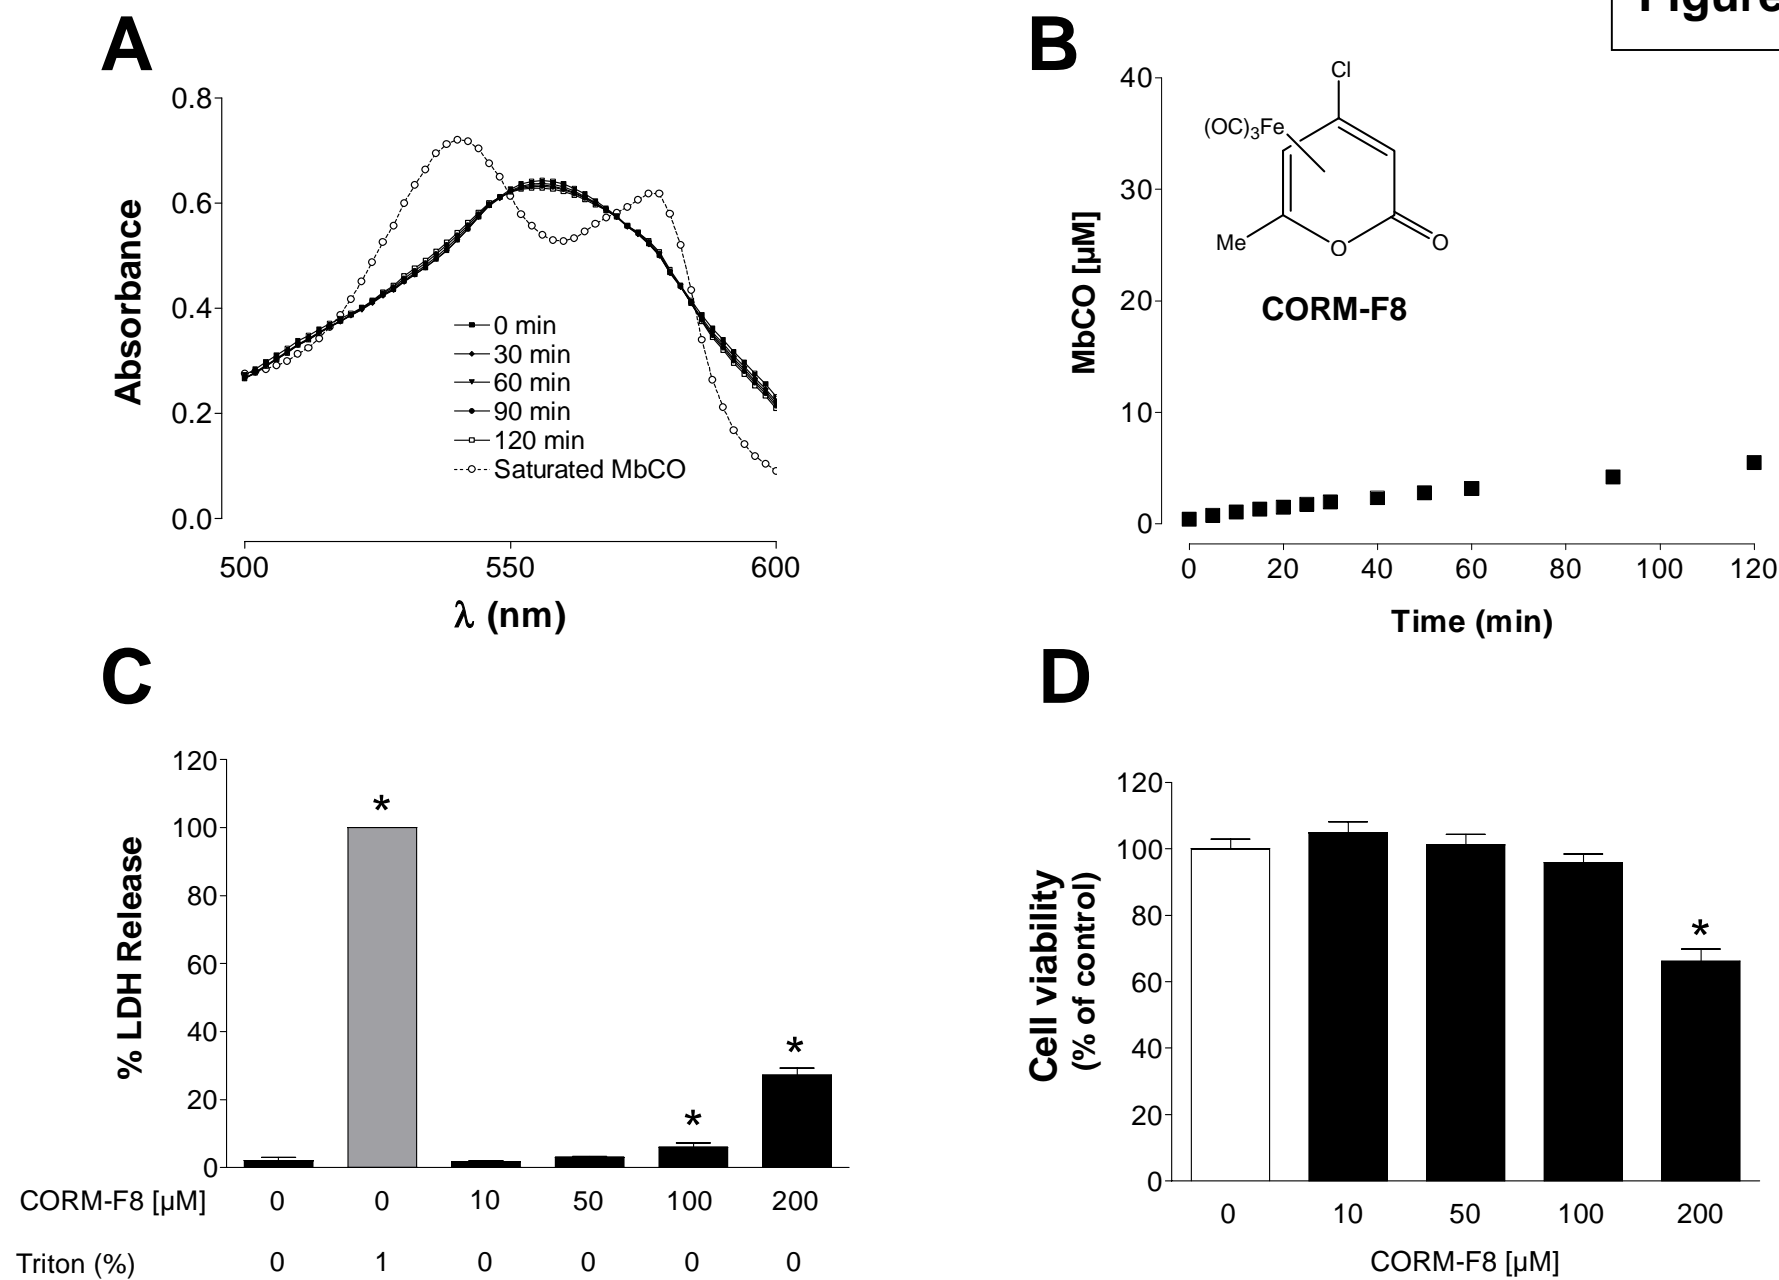 Figure
A
0.8
0.6
0.4
0.2
0.0
Absorbance
0 min
30 min
60 min
90 min
120 min
Saturated MbCO
500 550 600
λ (nm)
B
40
30
20
10
0
MbCO [µM]
Cl
(OC)3Fe
Me
O
O
CORM-F8
0 20 40 60 80 100 120
Time (min)
C
120
100
80
60
40
20
0
% LDH Release
*
*
*
CORM-F8 [µM] 0 0 10 50 100 200
Triton (%) 0 1 0 0 0 0
D
120
100
80
60
40
20
0
Cell viability
(% of control)
*
0 10 50 100 200
CORM-F8 [µM]